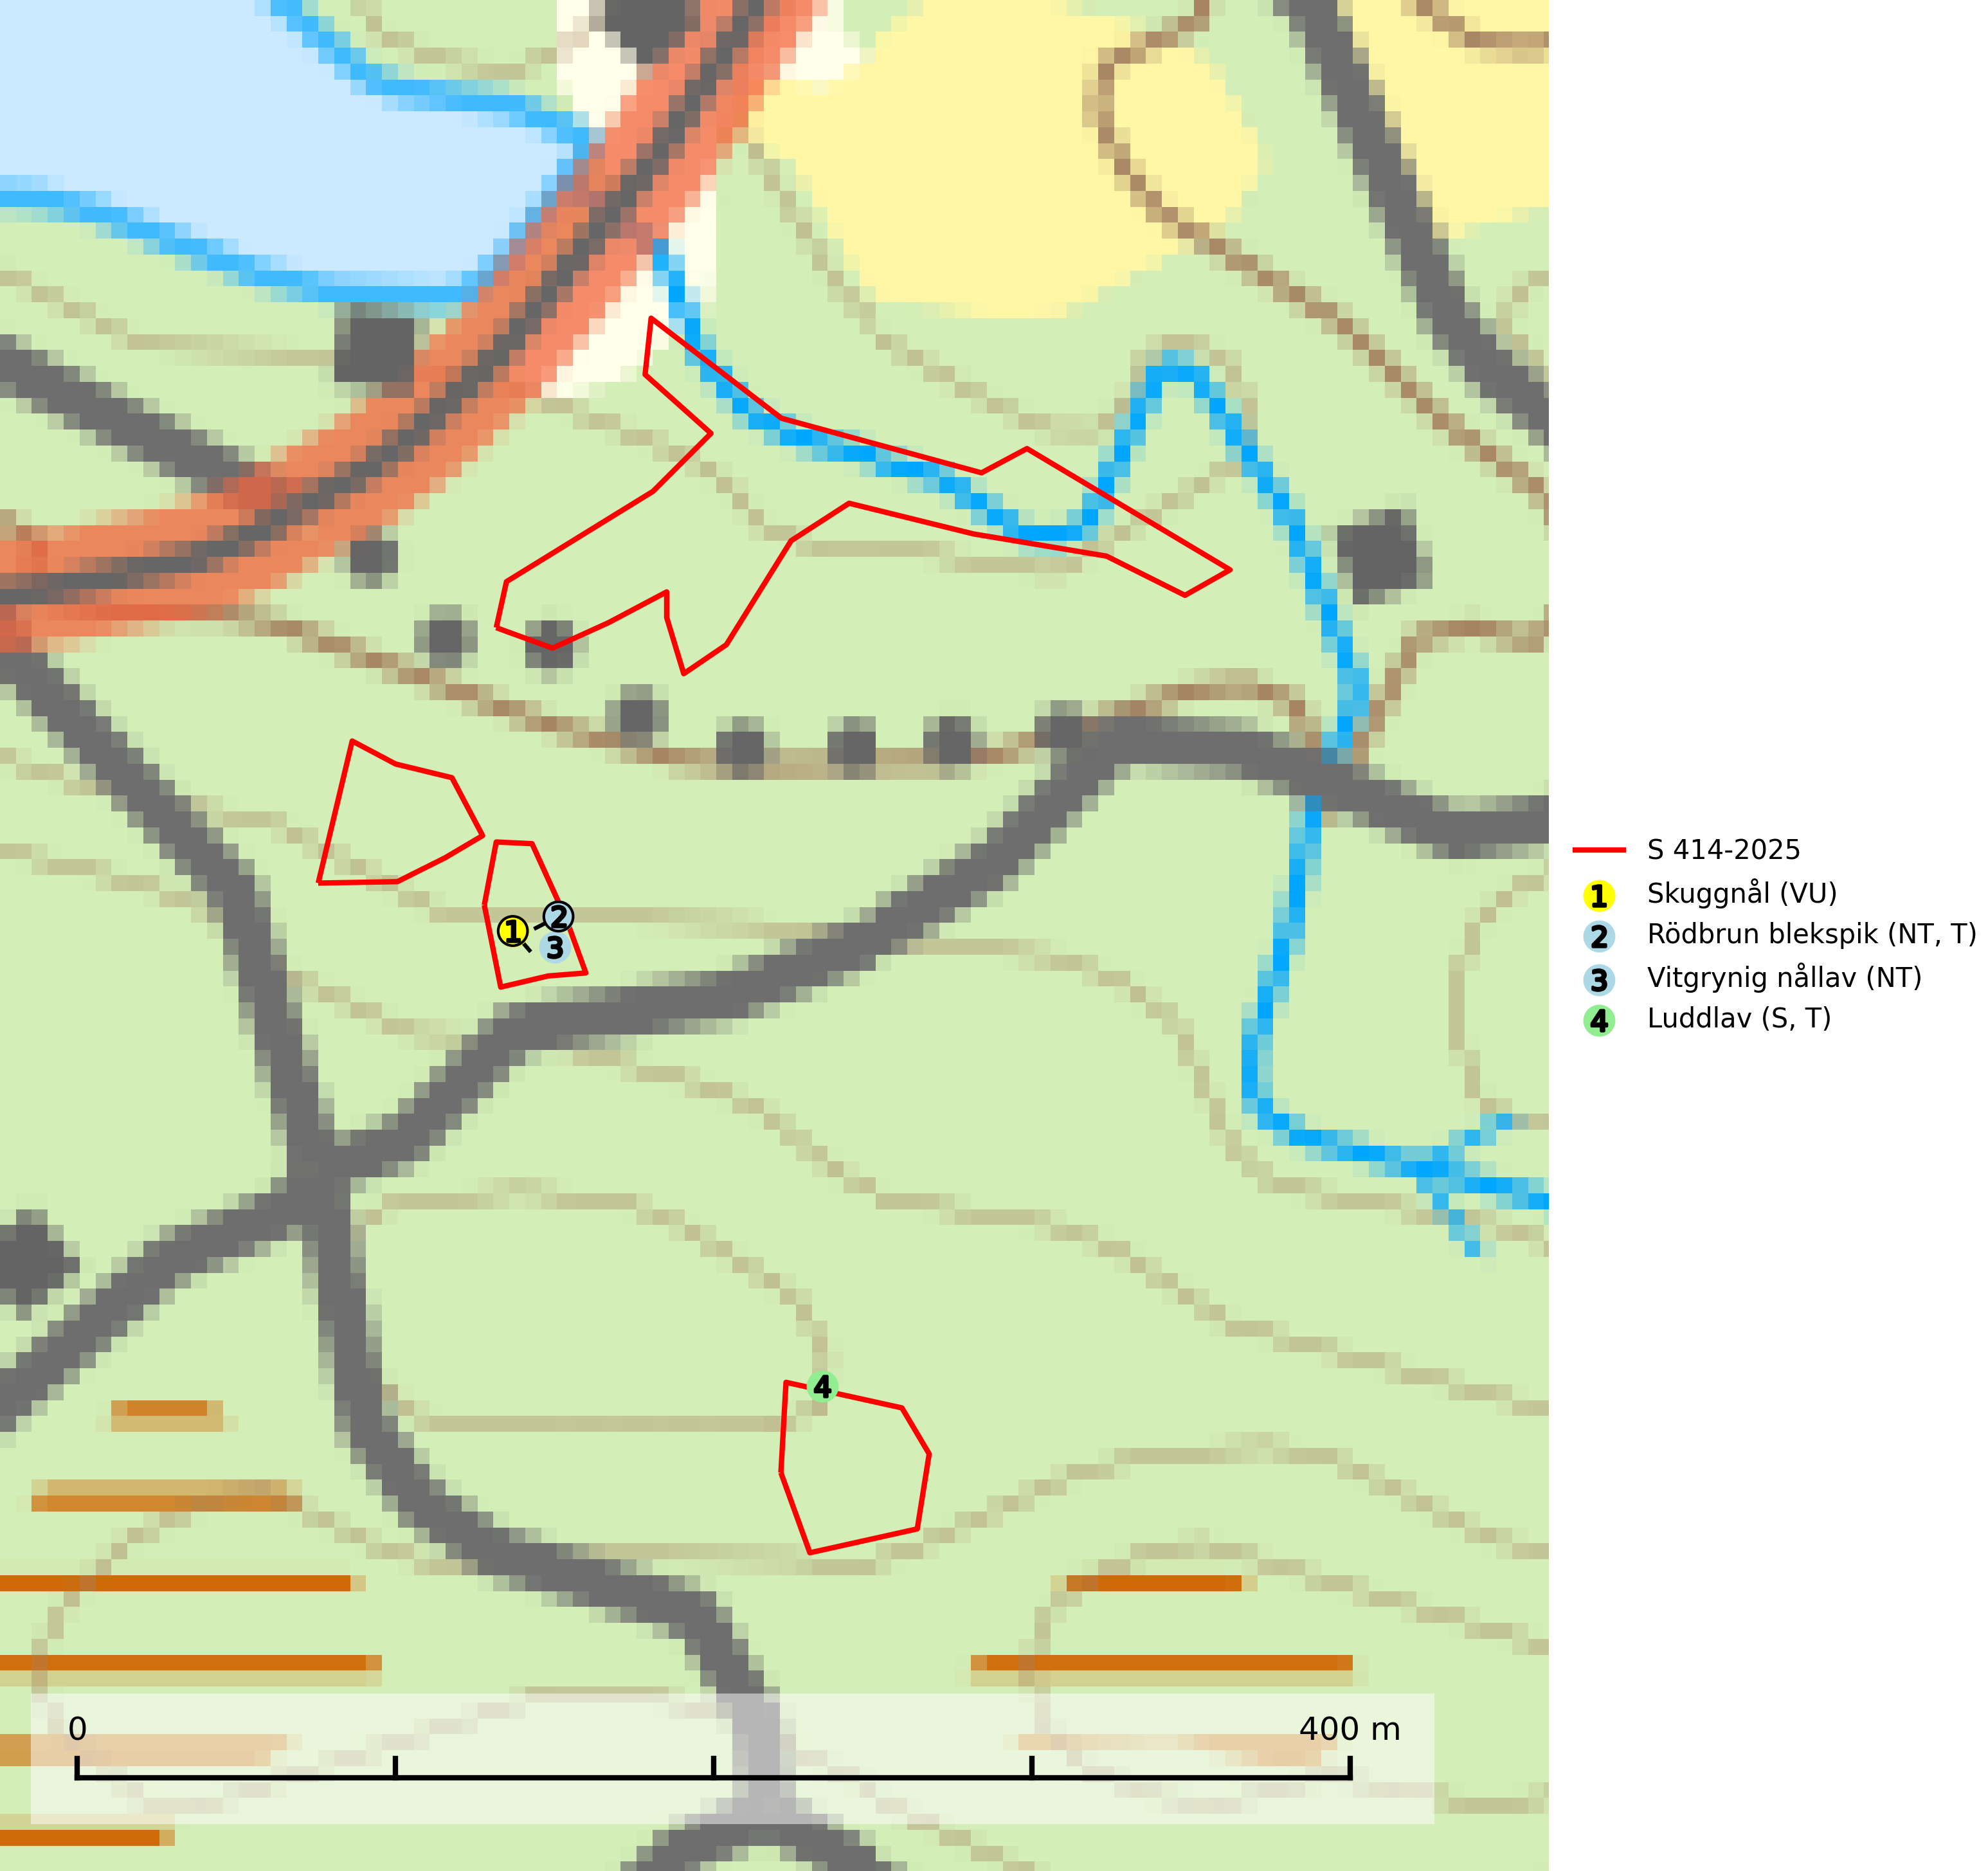 1
2
3
4
S 414-2025
1 Skuggnål (VU)
2 Rödbrun blekspik (NT, T)
3 Vitgrynig nållav (NT)
4 Luddlav (S, T)
0 400 m